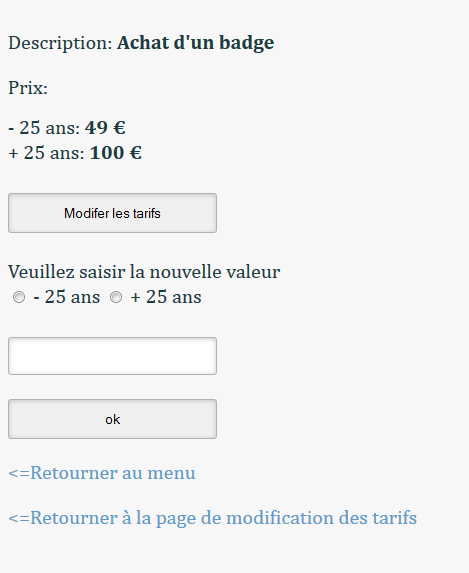 Description: Achat d'un badge
Prix:
- 25 ans: 49 €
+ 25 ans: 100 €
Modifer les tarifs
Veuillez saisir la nouvelle valeur
- 25 ans + 25 ans
ok
<=Retourner au menu
<=Retourner à la page de modification des tarifs